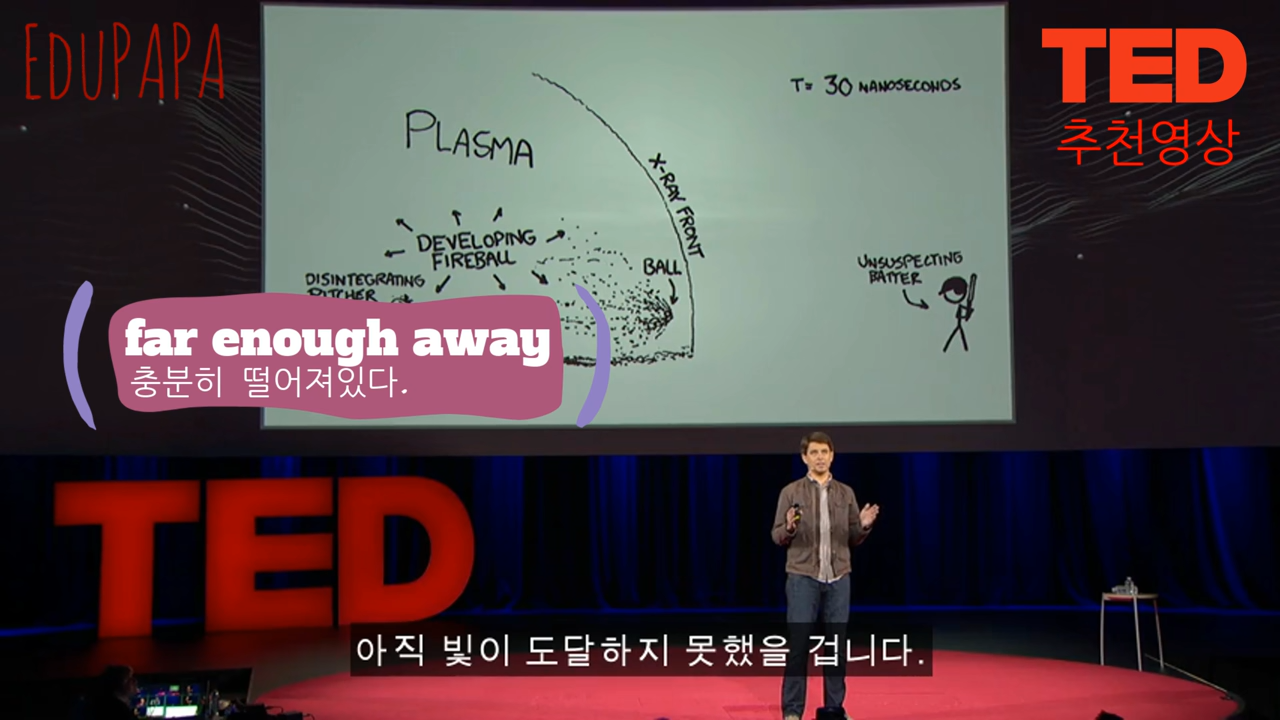 EDUPAPA
TED
추천영상
T= 30 NANOSECONDS
PLASMA
X-RAY FRONT
DEVELOPING
FIREBALL
BALL
UNSUSPECTING
BATTER
DISINTEGRATING
PITCHER
far enough away
충분히 떨어져있다.
TED
아직 빛이 도달하지 못했을 겁니다.